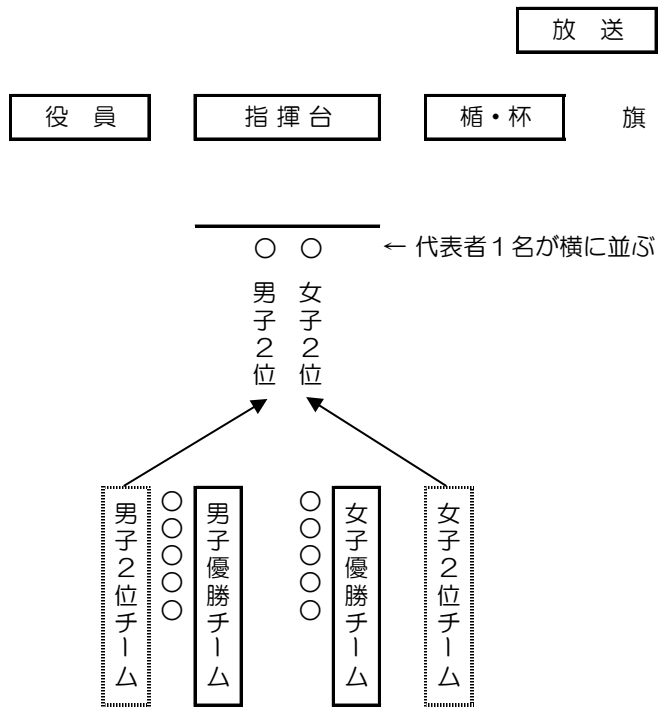 放 送
役 員
指 揮 台
楯・杯
旗
○ ○ ← 代表者１名が横に並ぶ
男子２位
女子２位
男子２位チーム
○○○○○
男子優勝チーム
○○○○○
女子優勝チーム
女子２位チーム